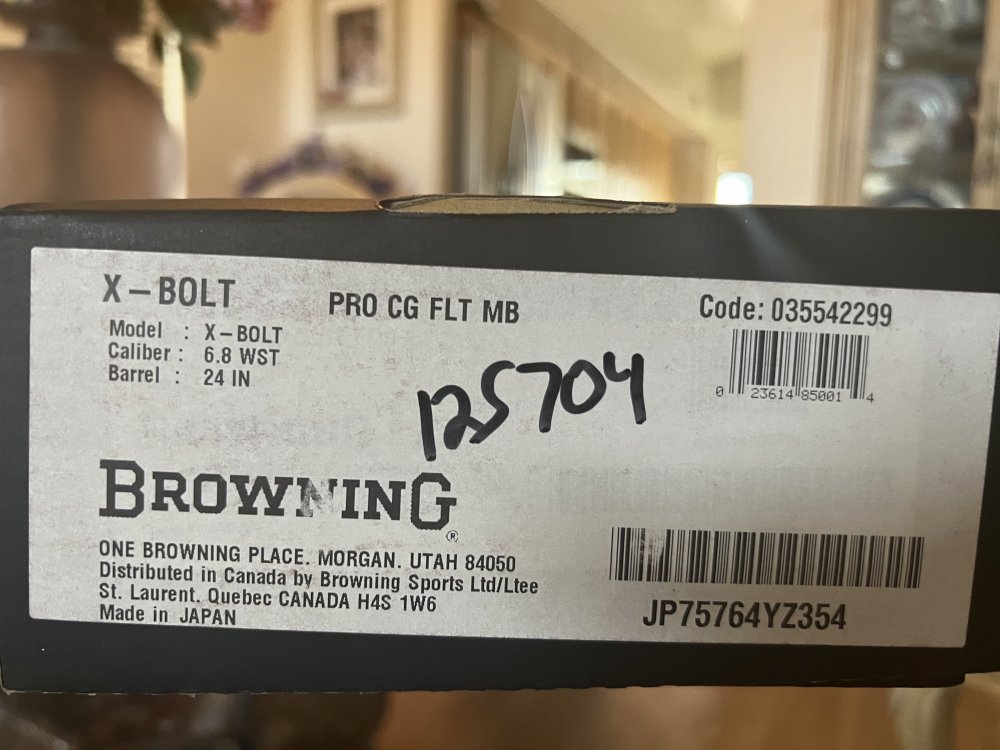 X-BOLT
PRO CG FLT MB
Code: 035542299
Model : X-BOLT
Caliber : 6.8 WST
Barrel : 24 IN
0 23614 85001 4
125704
BROWNING®
ONE BROWNING PLACE. MORGAN. UTAH 84050
Distributed in Canada by Browning Sports Ltd/Ltee
St. Laurent. Quebec CANADA H4S 1W6
Made in JAPAN
JP75764YZ354